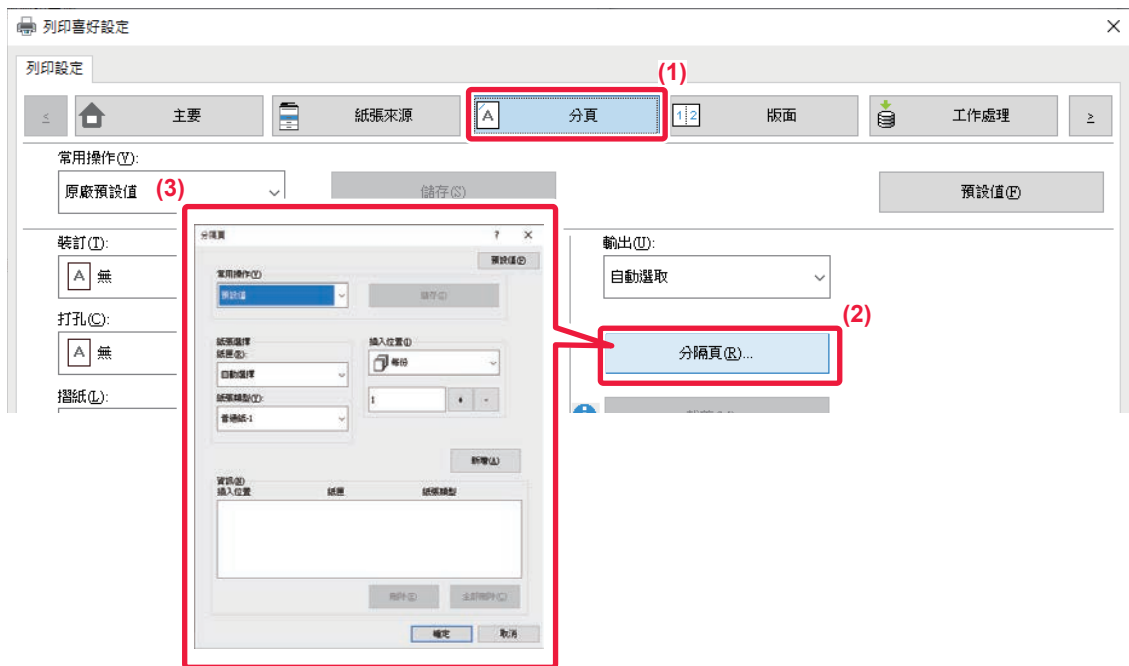 列印喜好設定
列印設定
(1)
主要
紙張來源
分頁
版面
工作處理
常用操作(V):
原廠預設值
(3)
儲存(S)
預設值(F)
裝訂(T):
無
打孔(C):
無
摺紙(L):
分隔頁
預設值(F)
常用操作(V)
預設值
儲存(S)
紙張選擇
紙匣(R):
自動選擇
紙張類型(Y):
普通紙-1
插入位置(I)
每份
1
新增(A)
資訊(N)
插入位置 紙匣 紙張類型
刪除(E)
全部刪除(C)
確定
取消
輸出(U):
自動選取
(2)
分隔頁(R)...